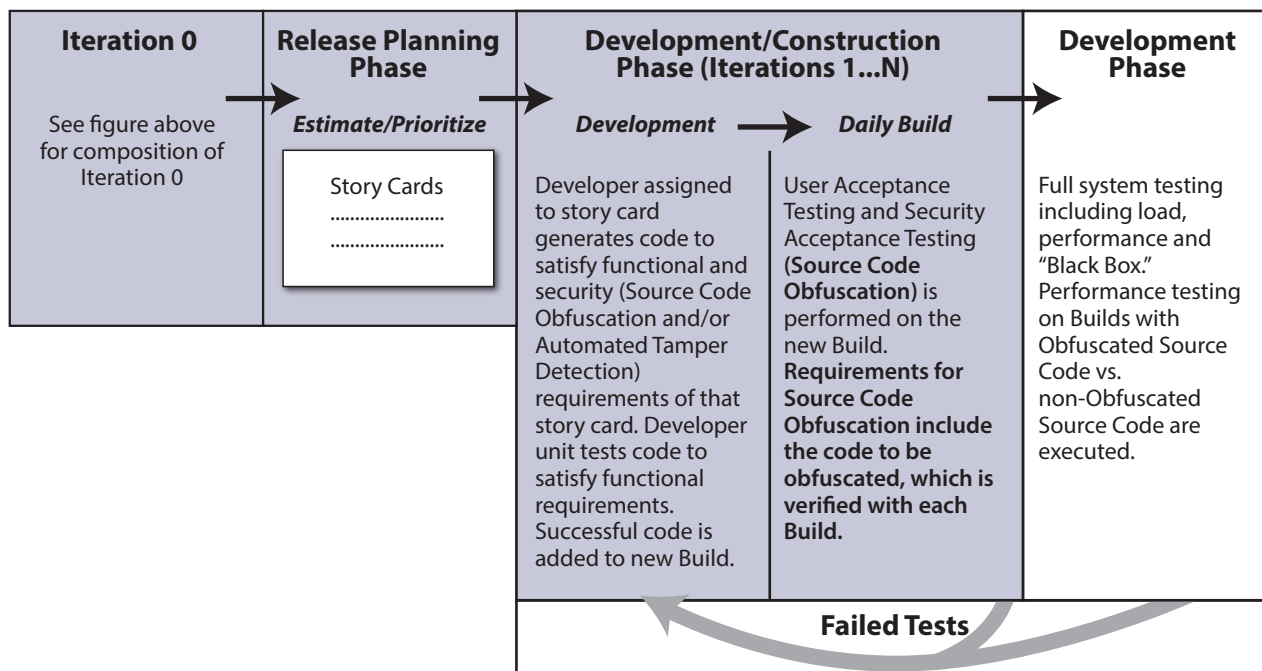 Iteration 0
See figure above
for composition of
Iteration 0
Release Planning
Phase
Estimate/Prioritize
Story Cards
.......................
.......................
Development/Construction
Phase (Iterations 1...N)
Development
Developer assigned
to story card
generates code to
satisfy functional and
security (Source Code
Obfuscation and/or
Automated Tamper
Detection)
requirements of that
story card. Developer
unit tests code to
satisfy functional
requirements.
Successful code is
added to new Build.
Daily Build
User Acceptance
Testing and Security
Acceptance Testing
(Source Code
Obfuscation) is
performed on the
new Build.
Requirements for
Source Code
Obfuscation include
the code to be
obfuscated, which is
verified with each
Build.
Development
Phase
Full system testing
including load,
performance and
“Black Box.”
Performance testing
on Builds with
Obfuscated Source
Code vs.
non-Obfuscated
Source Code are
executed.
Failed Tests